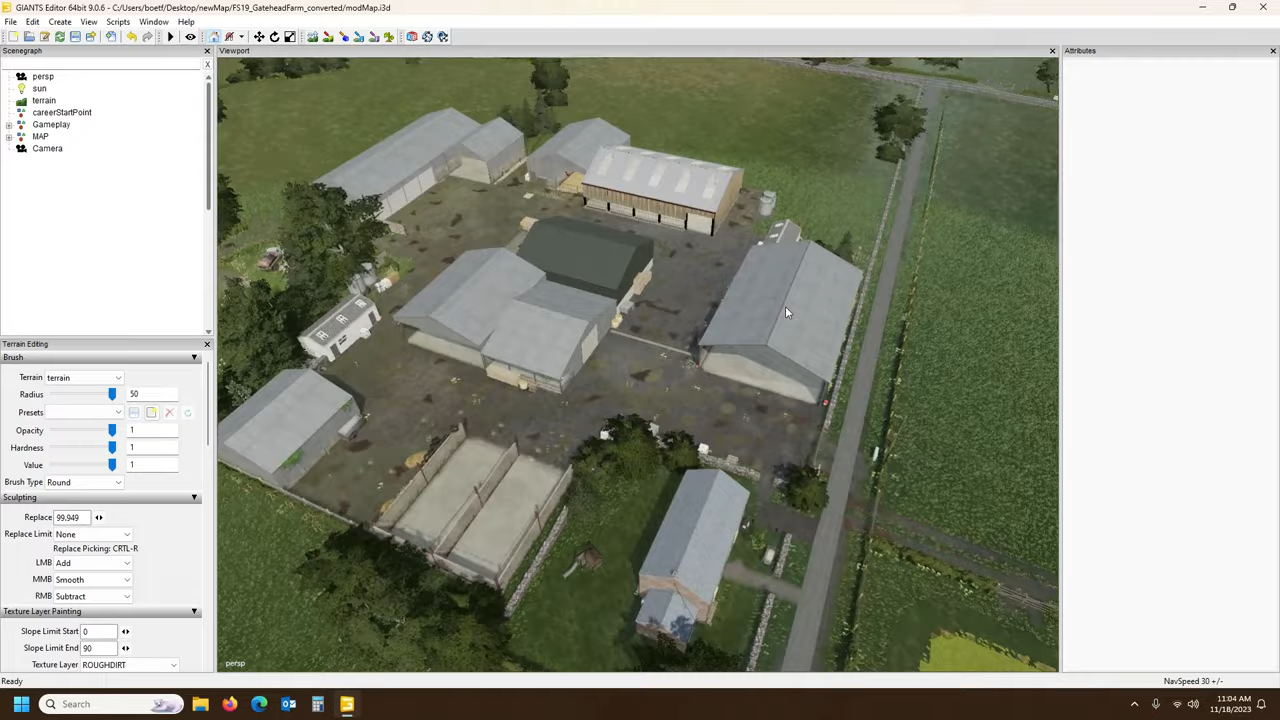 GIANTS Editor 64bit 9.0.6 - C:/Users/boetf/Desktop/newMap/FS19_GateheadFarm_converted/modMap.i3d
File Edit Create View Scripts Window Help
Scenegraph
Viewport
Attributes
X
persp
sun
terrain
careerStartPoint
Gameplay
MAP
Camera
Terrain Editing
Brush
Terrain terrain
Radius 50
Presets
Opacity 1
Hardness 1
Value 1
Brush Type Round
Sculpting
Replace 99,949
Replace Limit None
Replace Picking: CRTL-R
LMB Add
MMB Smooth
RMB Subtract
Texture Layer Painting
Slope Limit Start 0
Slope Limit End 90
Texture Layer ROUGHDIRT
persp
Ready
NavSpeed 30 +/-
Search
11:04 AM
11/18/2023